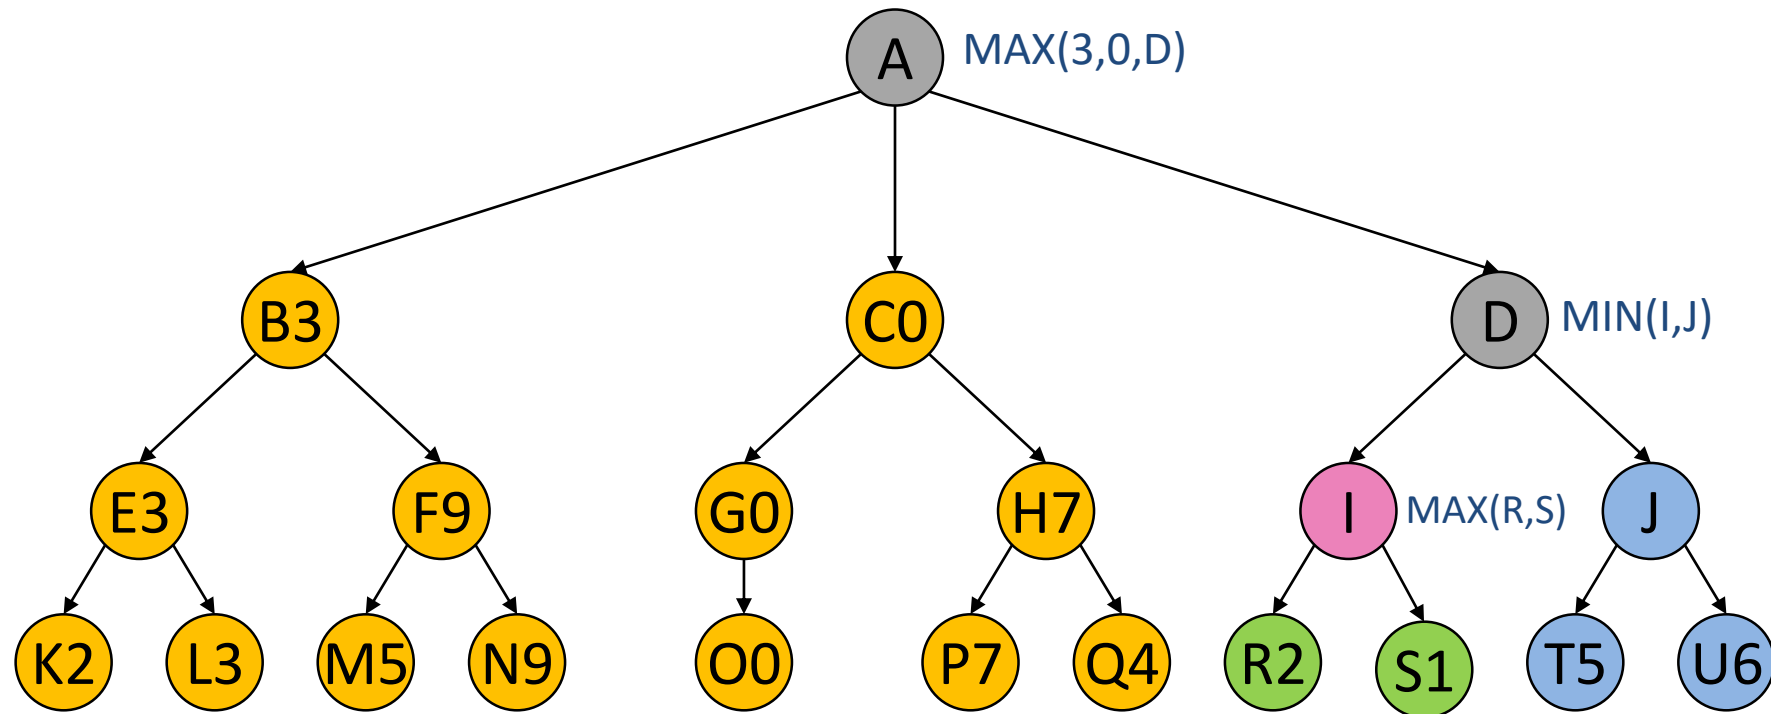 A MAX(3,0,D)
B3 C0 D MIN(I,J)
E3 F9 G0 H7 I MAX(R,S) J
K2 L3 M5 N9 O0 P7 Q4 R2 S1 T5 U6